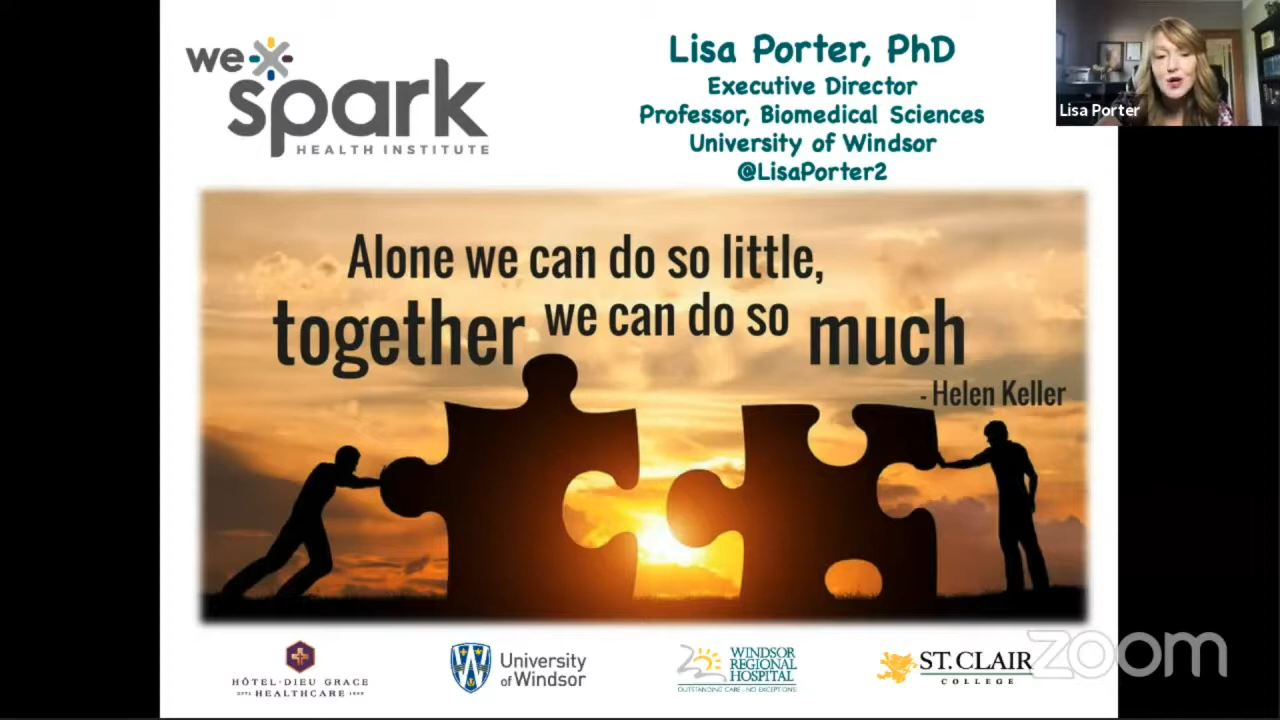 we
spark
HEALTH INSTITUTE
Lisa Porter, PhD
Executive Director
Professor, Biomedical Sciences
University of Windsor
@LisaPorter2
Lisa Porter
Alone we can do so little,
together we can do so much
- Helen Keller
HÔTEL-DIEU GRACE
HEALTHCARE
University
of Windsor
WINDSOR
REGIONAL
HOSPITAL
OUTSTANDING CARE - NO EXCEPTIONS!
ST. CLAIR
COLLEGE
zoom